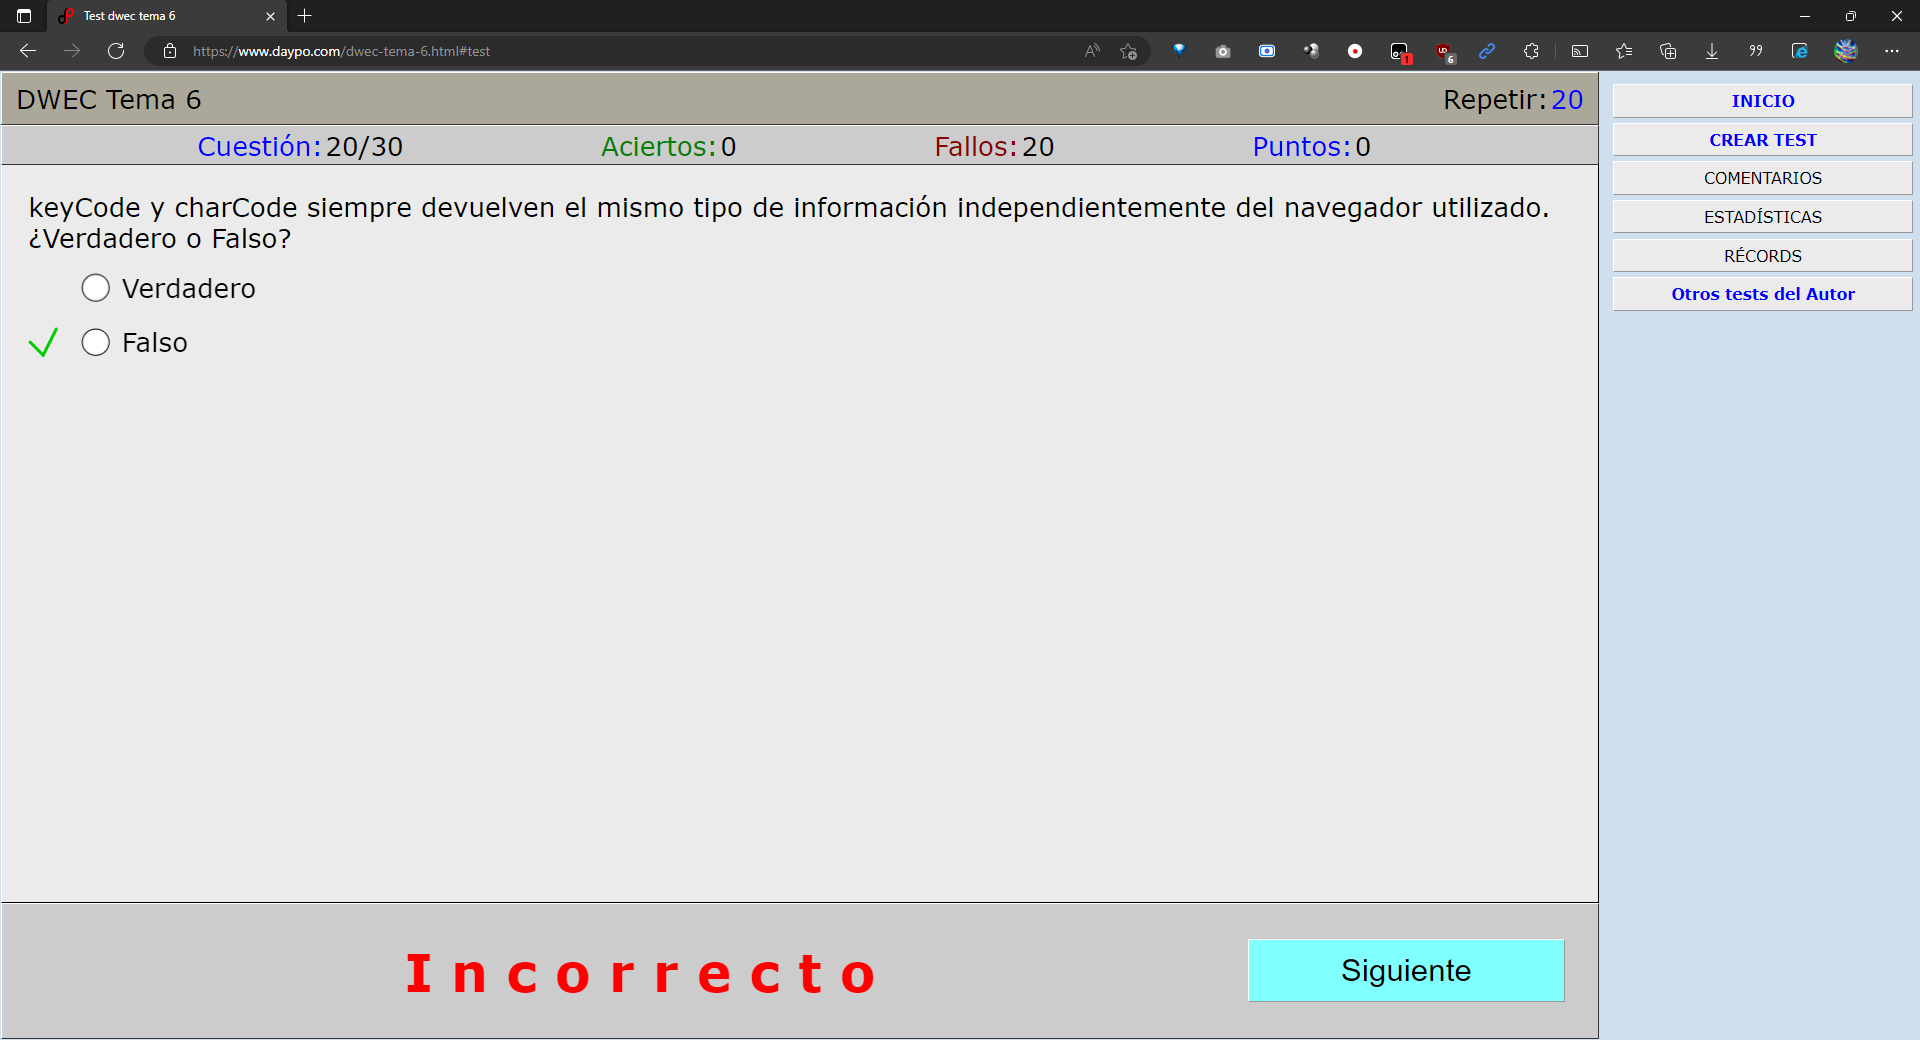 Test dwec tema 6
https://www.daypo.com/dwec-tema-6.html#test
1
6
DWEC Tema 6
Repetir: 20
Cuestión: 20/30
Aciertos: 0
Fallos: 20
Puntos: 0
keyCode y charCode siempre devuelven el mismo tipo de información independientemente del navegador utilizado.
¿Verdadero o Falso?
Verdadero
Falso
Incorrecto
Siguiente
INICIO
CREAR TEST
COMENTARIOS
ESTADÍSTICAS
RÉCORDS
Otros tests del Autor